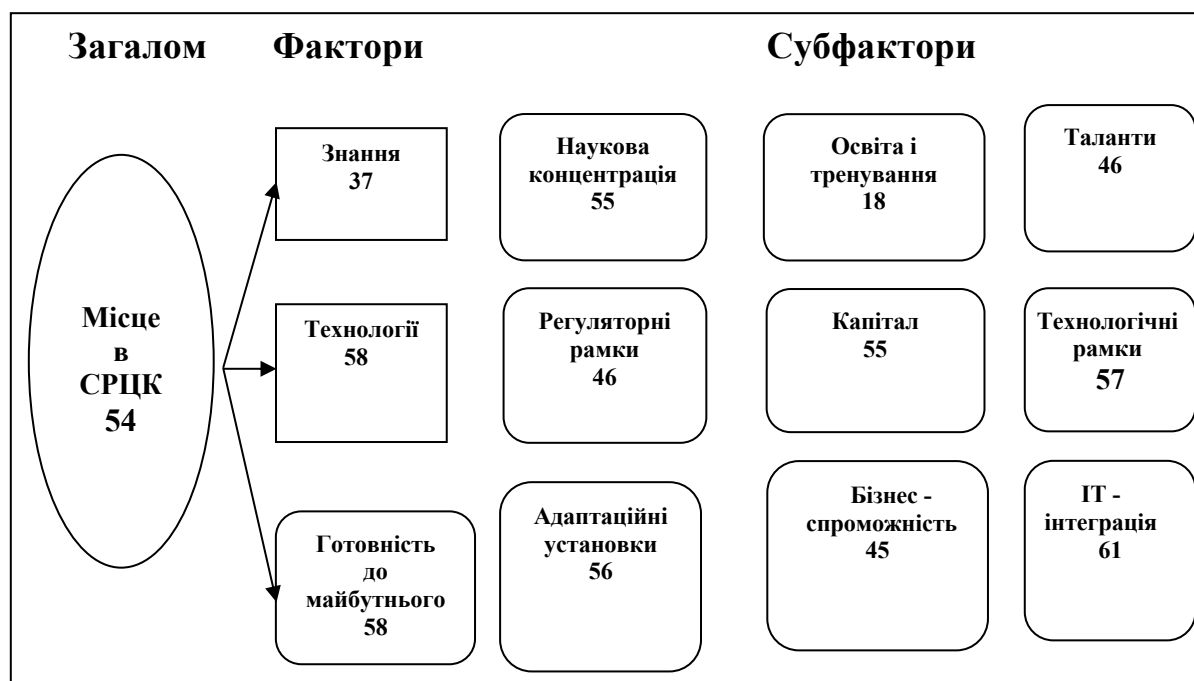 Загалом
Фактори
Субфактори
Місце
в
СРЦК
54
Знання
37
Наукова
концентрація
55
Освіта і
тренування
18
Таланти
46
Технології
58
Регуляторні
рамки
46
Капітал
55
Технологічні
рамки
57
Готовність
до
майбутнього
58
Адаптаційні
установки
56
Бізнес -
спроможність
45
ІТ -
інтеграція
61